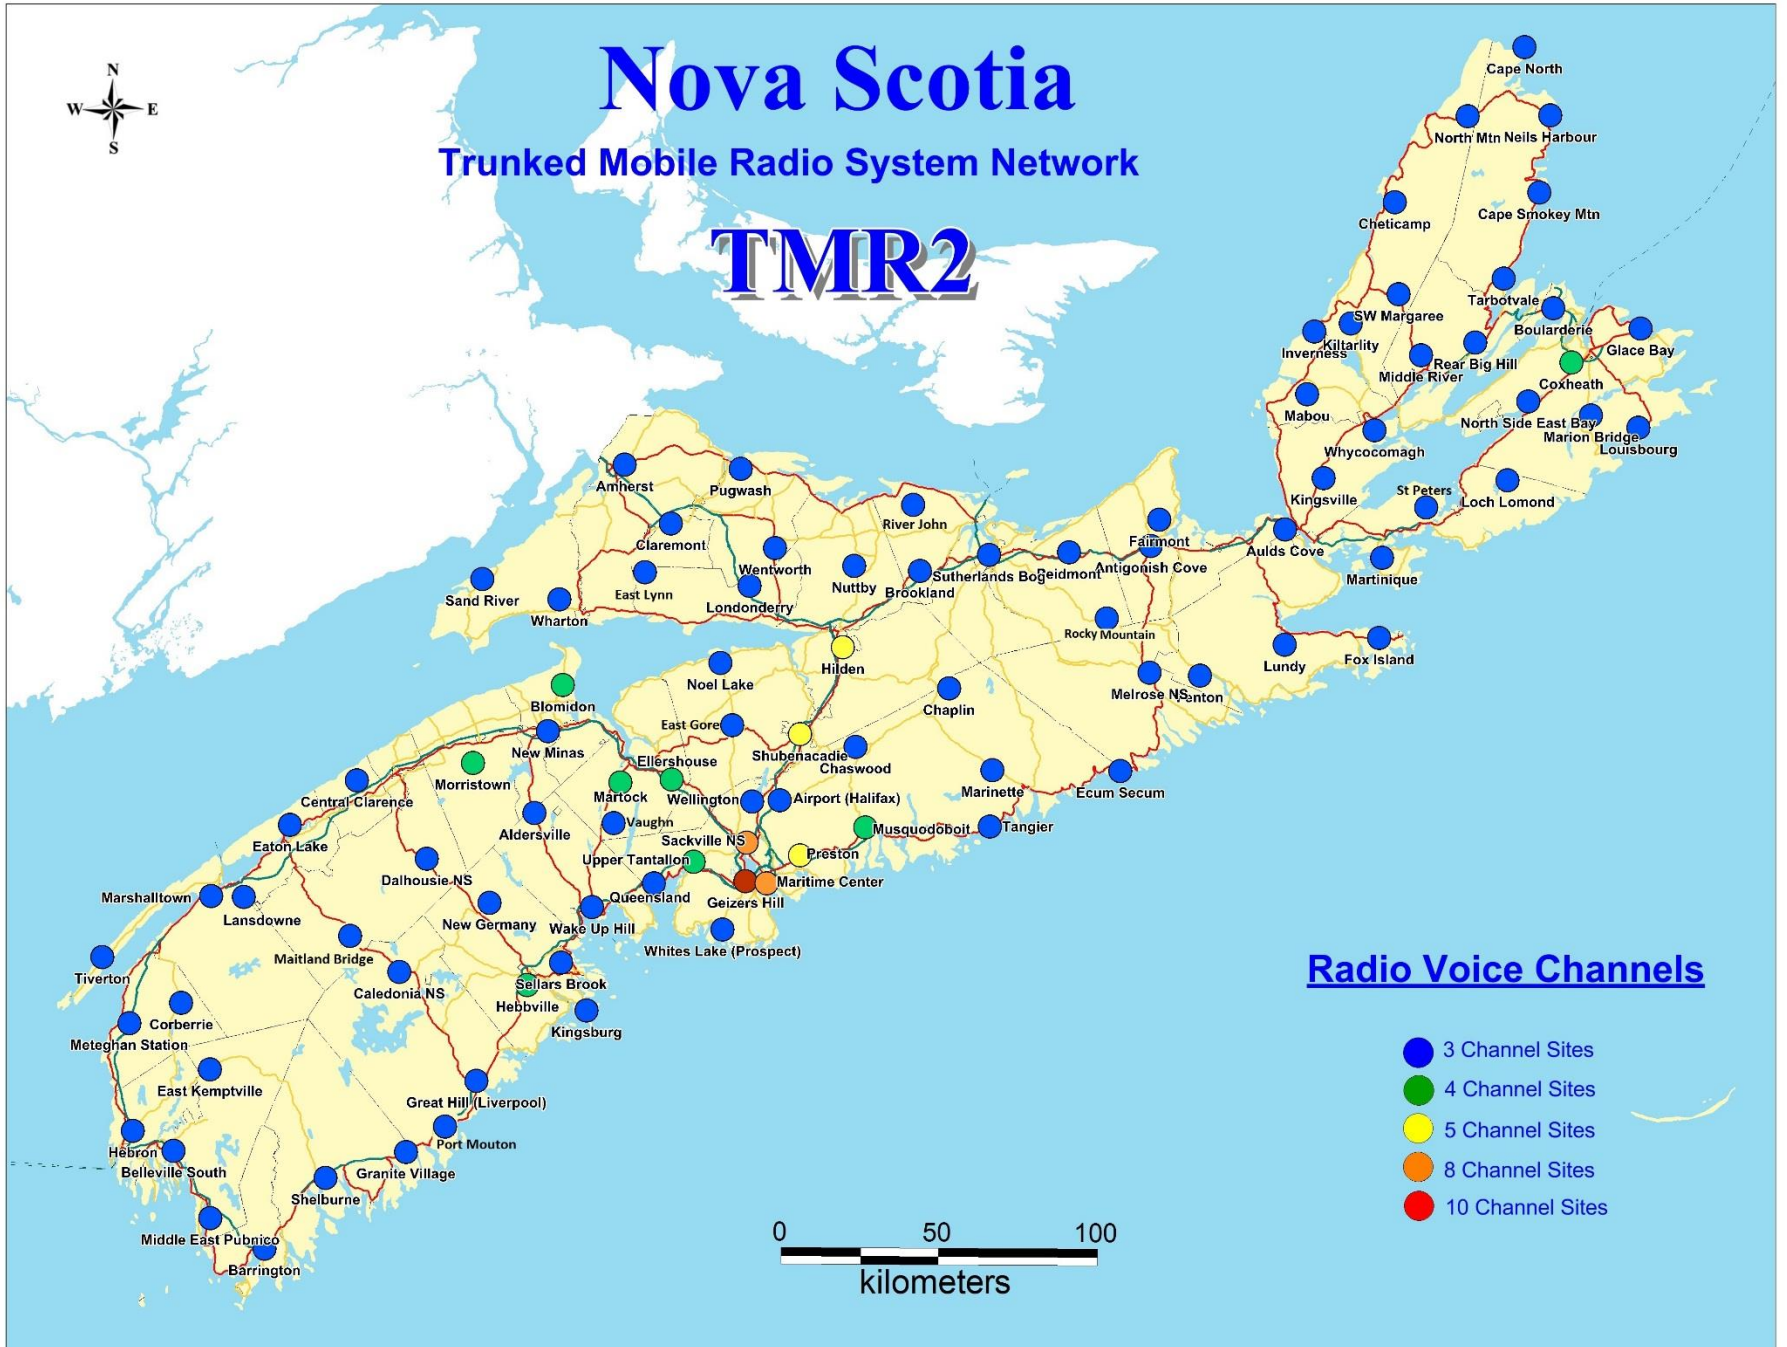 Nova Scotia
Trunked Mobile Radio System Network
TMR2
N
W E
S
Cape North
North Mtn
Neils Harbour
Cheticamp
Cape Smokey Mtn
Tarbotvale
SW Margaree
Boularderie
Kiltarlity
Inverness
Glace Bay
Rear Big Hill
Middle River
Coxheath
Mabou
North Side East Bay
Marion Bridge
Louisbourg
Whycocomagh
Kingsville
St Peters
Loch Lomond
Aulds Cove
Martinique
Amherst
Pugwash
River John
Claremont
Wentworth
Fairmont
Antigonish Cove
Sutherlands Bog
Brookland
Nuttby
East Lynn
Londonderry
Sand River
Wharton
Rocky Mountain
Lundy
Fox Island
Hilden
Noel Lake
Melrose NS
Chaplin
Blomidon
East Gore
New Minas
Shubenacadie
Chaswood
Ellershouse
Morristown
Martock
Wellington
Airport (Halifax)
Marinette
Ecum Secum
Central Clarence
Vaughn
Aldersville
Sackville NS
Musquodoboit
Tangier
Eaton Lake
Upper Tantallon
Preston
Dalhousie NS
Maritime Center
Queensland
Geizers Hill
Marshalltown
Lansdowne
New Germany
Wake Up Hill
Whites Lake (Prospect)
Maitland Bridge
Tiverton
Caledonia NS
Sellars Brook
Hebbville
Kingsburg
Corberrie
Meteghan Station
East Kemptville
Great Hill (Liverpool)
Port Mouton
Hebron
Belleville South
Granite Village
Shelburne
Middle East Pubnico
Barrington
Radio Voice Channels
3 Channel Sites
4 Channel Sites
5 Channel Sites
8 Channel Sites
10 Channel Sites
0 50 100
kilometers